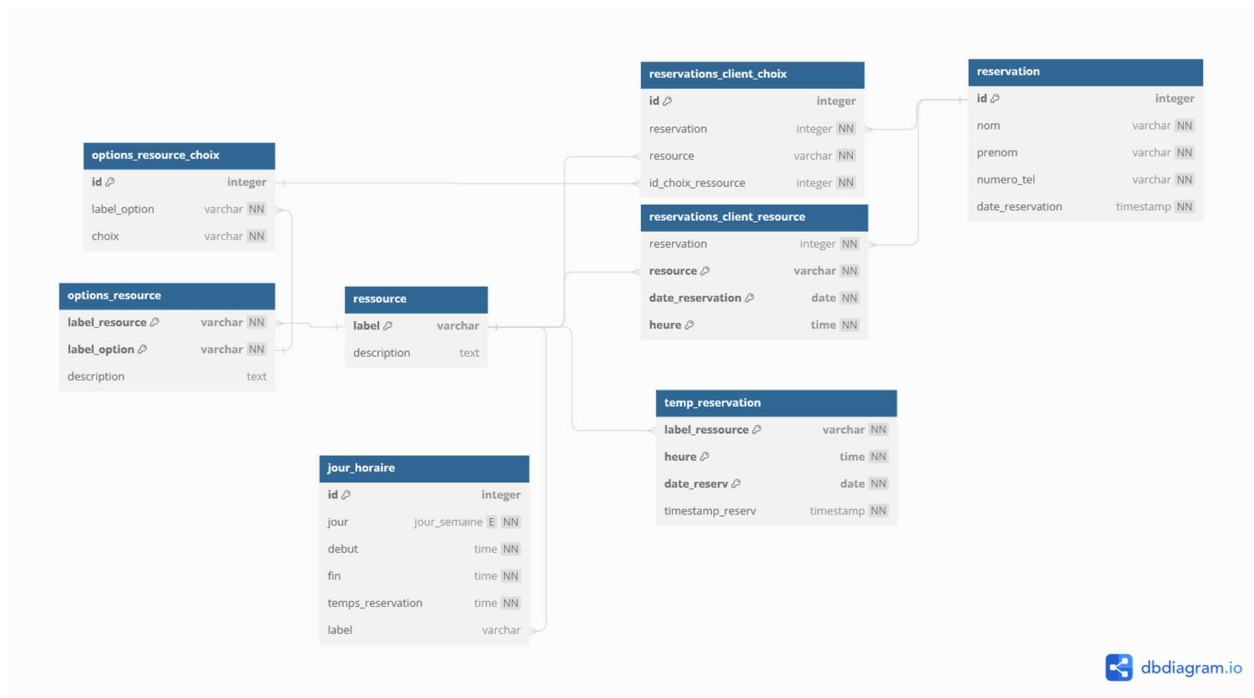 reservations_client_choix
id integer
reservation integer NN
resource varchar NN
id_choix_ressource integer NN
reservation
id integer
nom varchar NN
prenom varchar NN
numero_tel varchar NN
date_reservation timestamp NN
options_resource_choix
id integer
label_option varchar NN
choix varchar NN
reservations_client_resource
reservation integer NN
resource varchar NN
date_reservation date NN
heure time NN
options_resource
label_resource varchar NN
label_option varchar NN
description text
ressource
label varchar
description text
temp_reservation
label_ressource varchar NN
heure time NN
date_reserv date NN
timestamp_reserv timestamp NN
jour_horaire
id integer
jour jour_semaine E NN
debut time NN
fin time NN
temps_reservation time NN
label varchar
dbdiagram.io